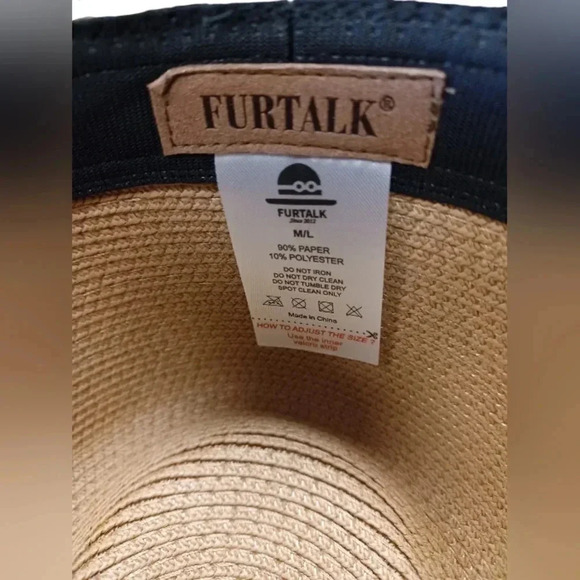 FURTALK®
FURTALK
Since 2012
M/L
90% PAPER
10% POLYESTER
DO NOT IRON
DO NOT DRY CLEAN
DO NOT TUMBLE DRY
SPOT CLEAN ONLY
Made In China
HOW TO ADJUST THE SIZE ?
Use the inner
velcro strip